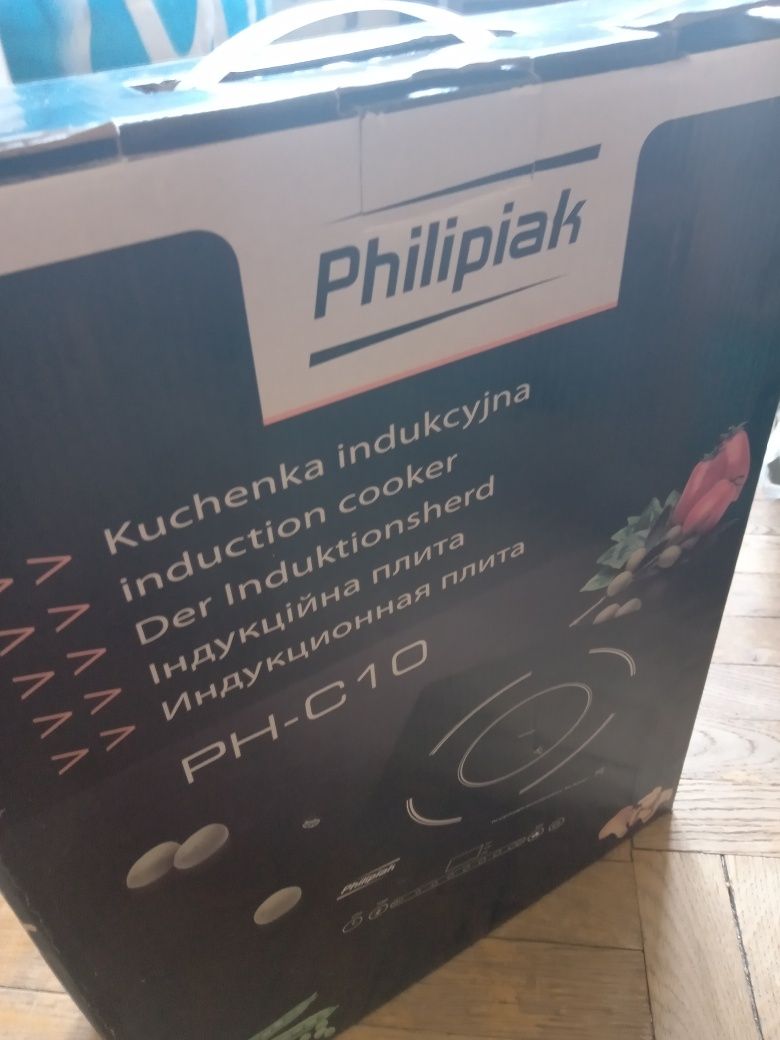 Philipiak
Kuchenka indukcyjna
induction cooker
Der Induktionsherd
Індукційна плита
Индукционная плита
PH-C10
Philipiak